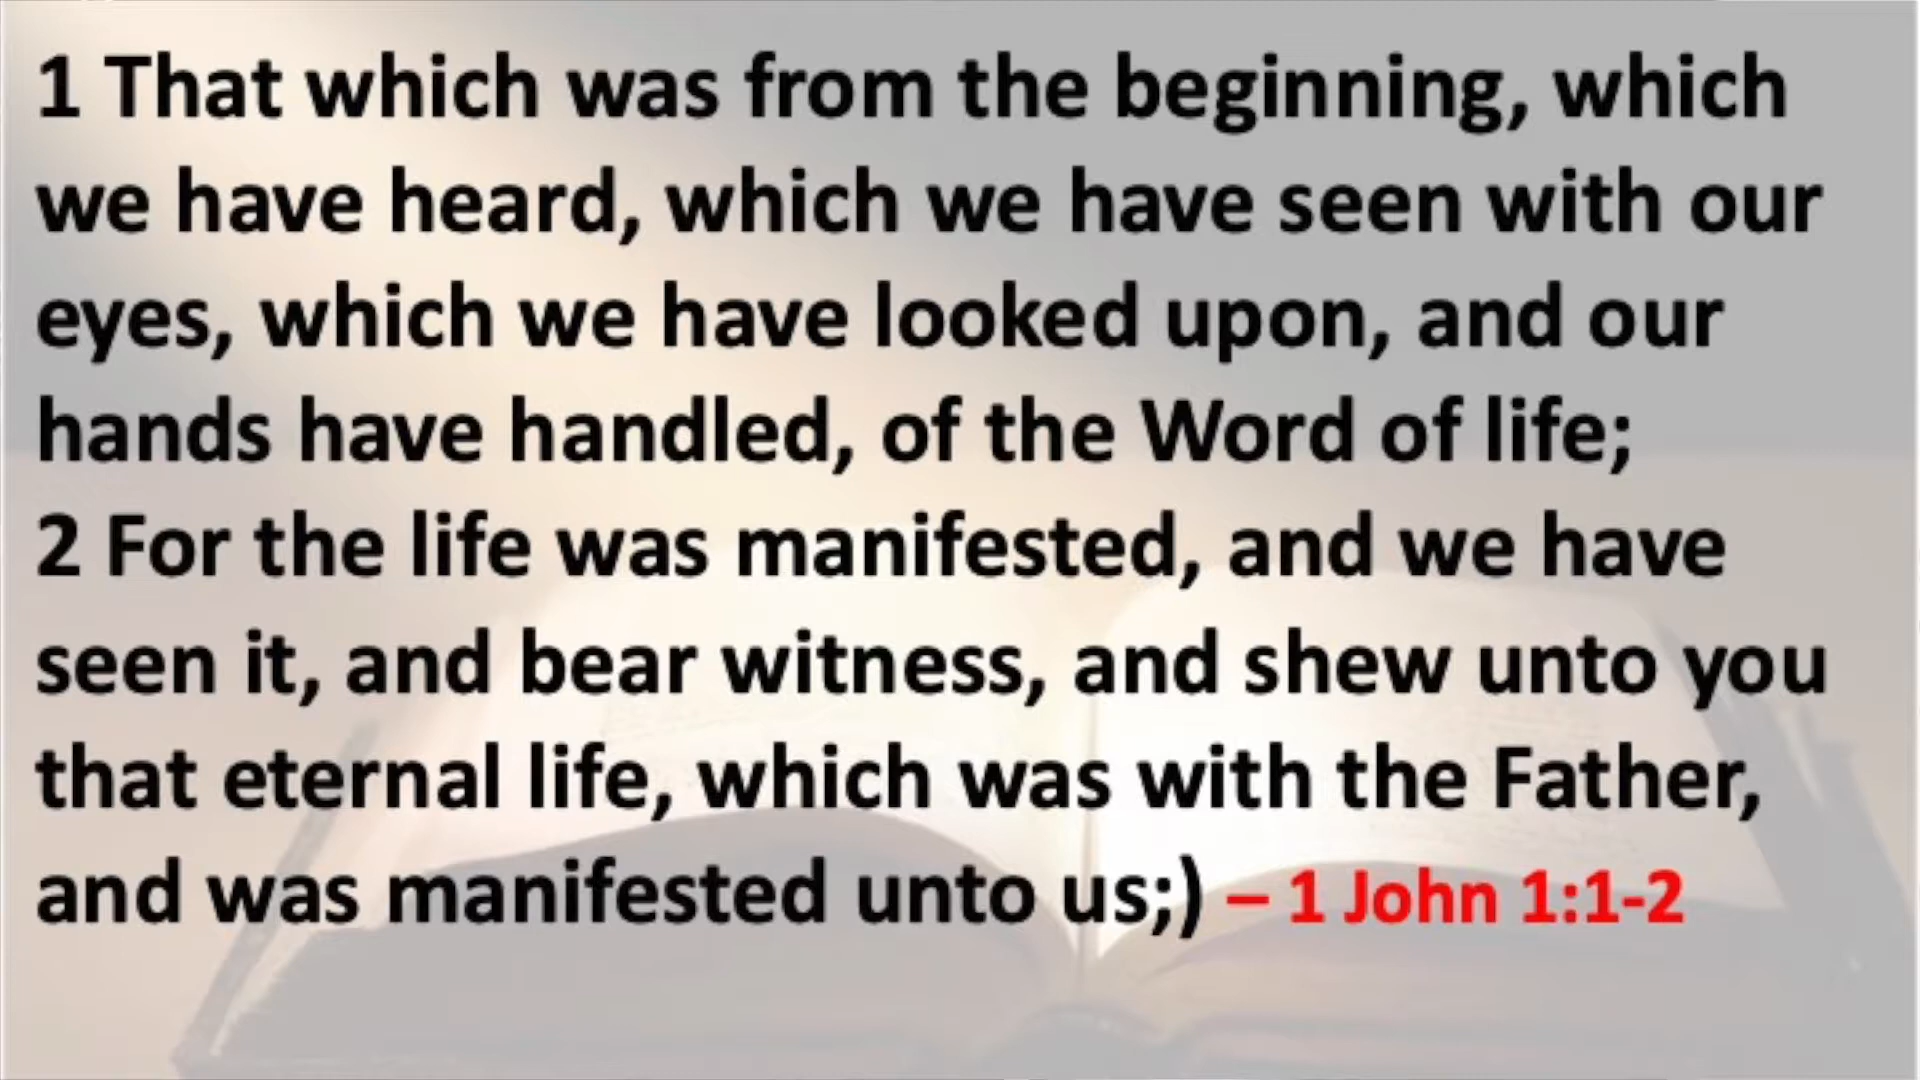 1 That which was from the beginning, which
we have heard, which we have seen with our
eyes, which we have looked upon, and our
hands have handled, of the Word of life;
2 For the life was manifested, and we have
seen it, and bear witness, and shew unto you
that eternal life, which was with the Father,
and was manifested unto us;) – 1 John 1:1-2